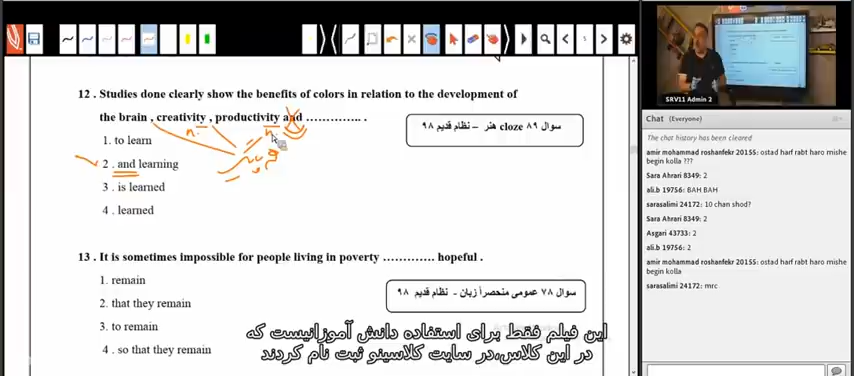 SRV11 Admin 2
Chat (Everyone)
The chat history has been cleared
amir mohammad roshanfekr 20155: ostad harf rabt haro mishe
begin kolla ???
Sara Ahrari 8349: 2
ali.b 19756: BAH BAH
sarasalimi 24172: 10 chan shod?
Sara Ahrari 8349: 2
Asgari 43733: 2
ali.b 19756: 2
amir mohammad roshanfekr 20155: ostad harf rabt haro mishe
begin kolla
sarasalimi 24172: mrc
12 . Studies done clearly show the benefits of colors in relation to the development of
the brain , creativity , productivity and .............. .
سوال ۸۹ cloze هنر – نظام قدیم ۹۸
n.
n.
1. to learn
2 . and learning
3 . is learned
4 . learned
13 . It is sometimes impossible for people living in poverty ............. hopeful .
سوال ۷۸ عمومی منحصراً زبان - نظام قدیم ۹۸
1. remain
2. that they remain
3. to remain
4 . so that they remain
این فیلم فقط برای استفاده دانش آموزانیست که
در این کلاس،در سایت کلاسینو ثبت نام کردند